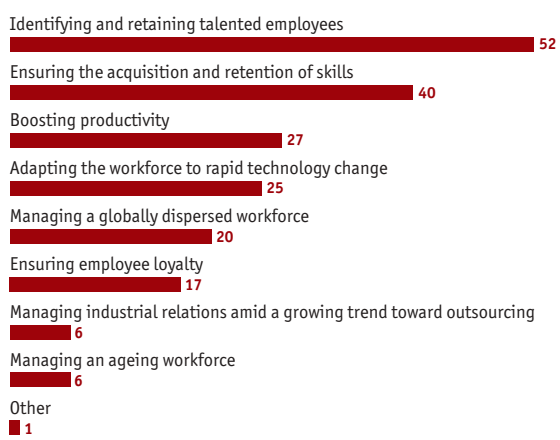 Identifying and retaining talented employees
52
Ensuring the acquisition and retention of skills
40
Boosting productivity
27
Adapting the workforce to rapid technology change
25
Managing a globally dispersed workforce
20
Ensuring employee loyalty
17
Managing industrial relations amid a growing trend toward outsourcing
6
Managing an ageing workforce
6
Other
1